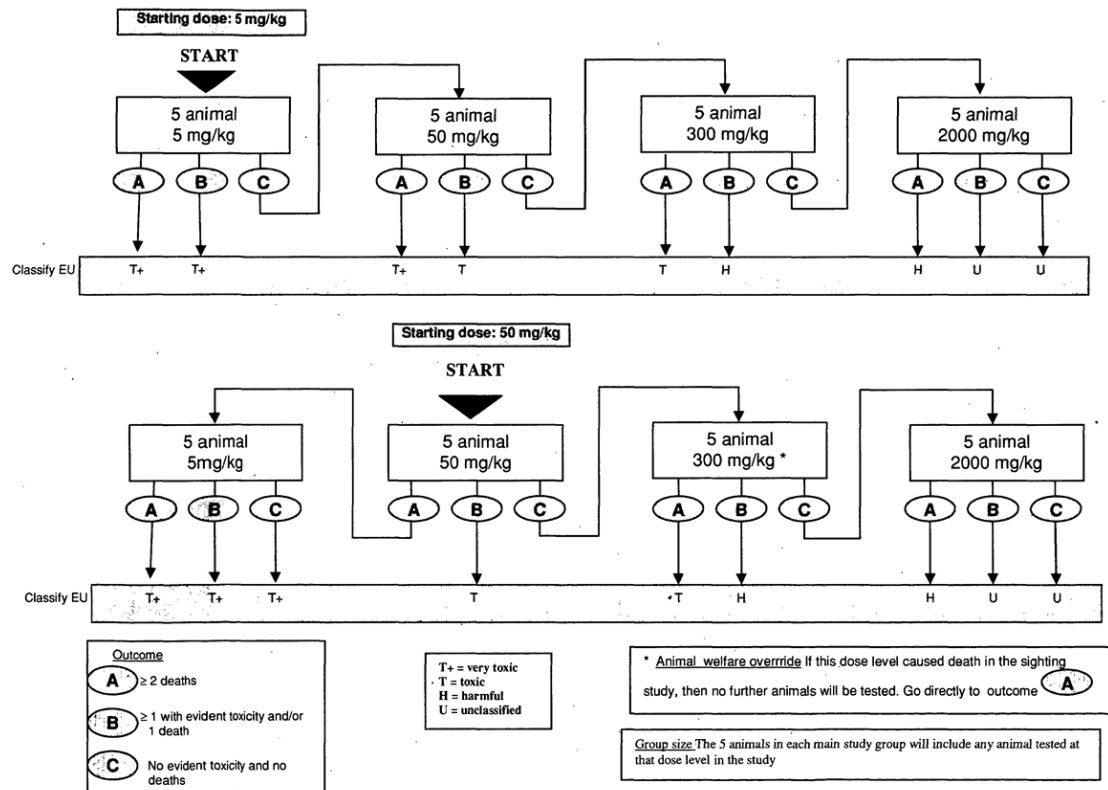 Starting dose: 5 mg/kg
START
5 animal
5 mg/kg
5 animal
50 mg/kg
5 animal
300 mg/kg
5 animal
2000 mg/kg
A B C A B C A B C A B C
Classify EU T+ T+ T+ T T H H U U
Starting dose: 50 mg/kg
START
5 animal
5mg/kg
5 animal
50 mg/kg
5 animal
300 mg/kg *
5 animal
2000 mg/kg
A B C A B C A B C A B C
Classify EU T+ T+ T+ T T H H U U
Outcome
A ≥ 2 deaths
B ≥ 1 with evident toxicity and/or
1 death
C No evident toxicity and no
deaths
T+ = very toxic
T = toxic
H = harmful
U = unclassified
* Animal welfare overrride If this dose level caused death in the sighting
study, then no further animals will be tested. Go directly to outcome A
Group size The 5 animals in each main study group will include any animal tested at
that dose level in the study